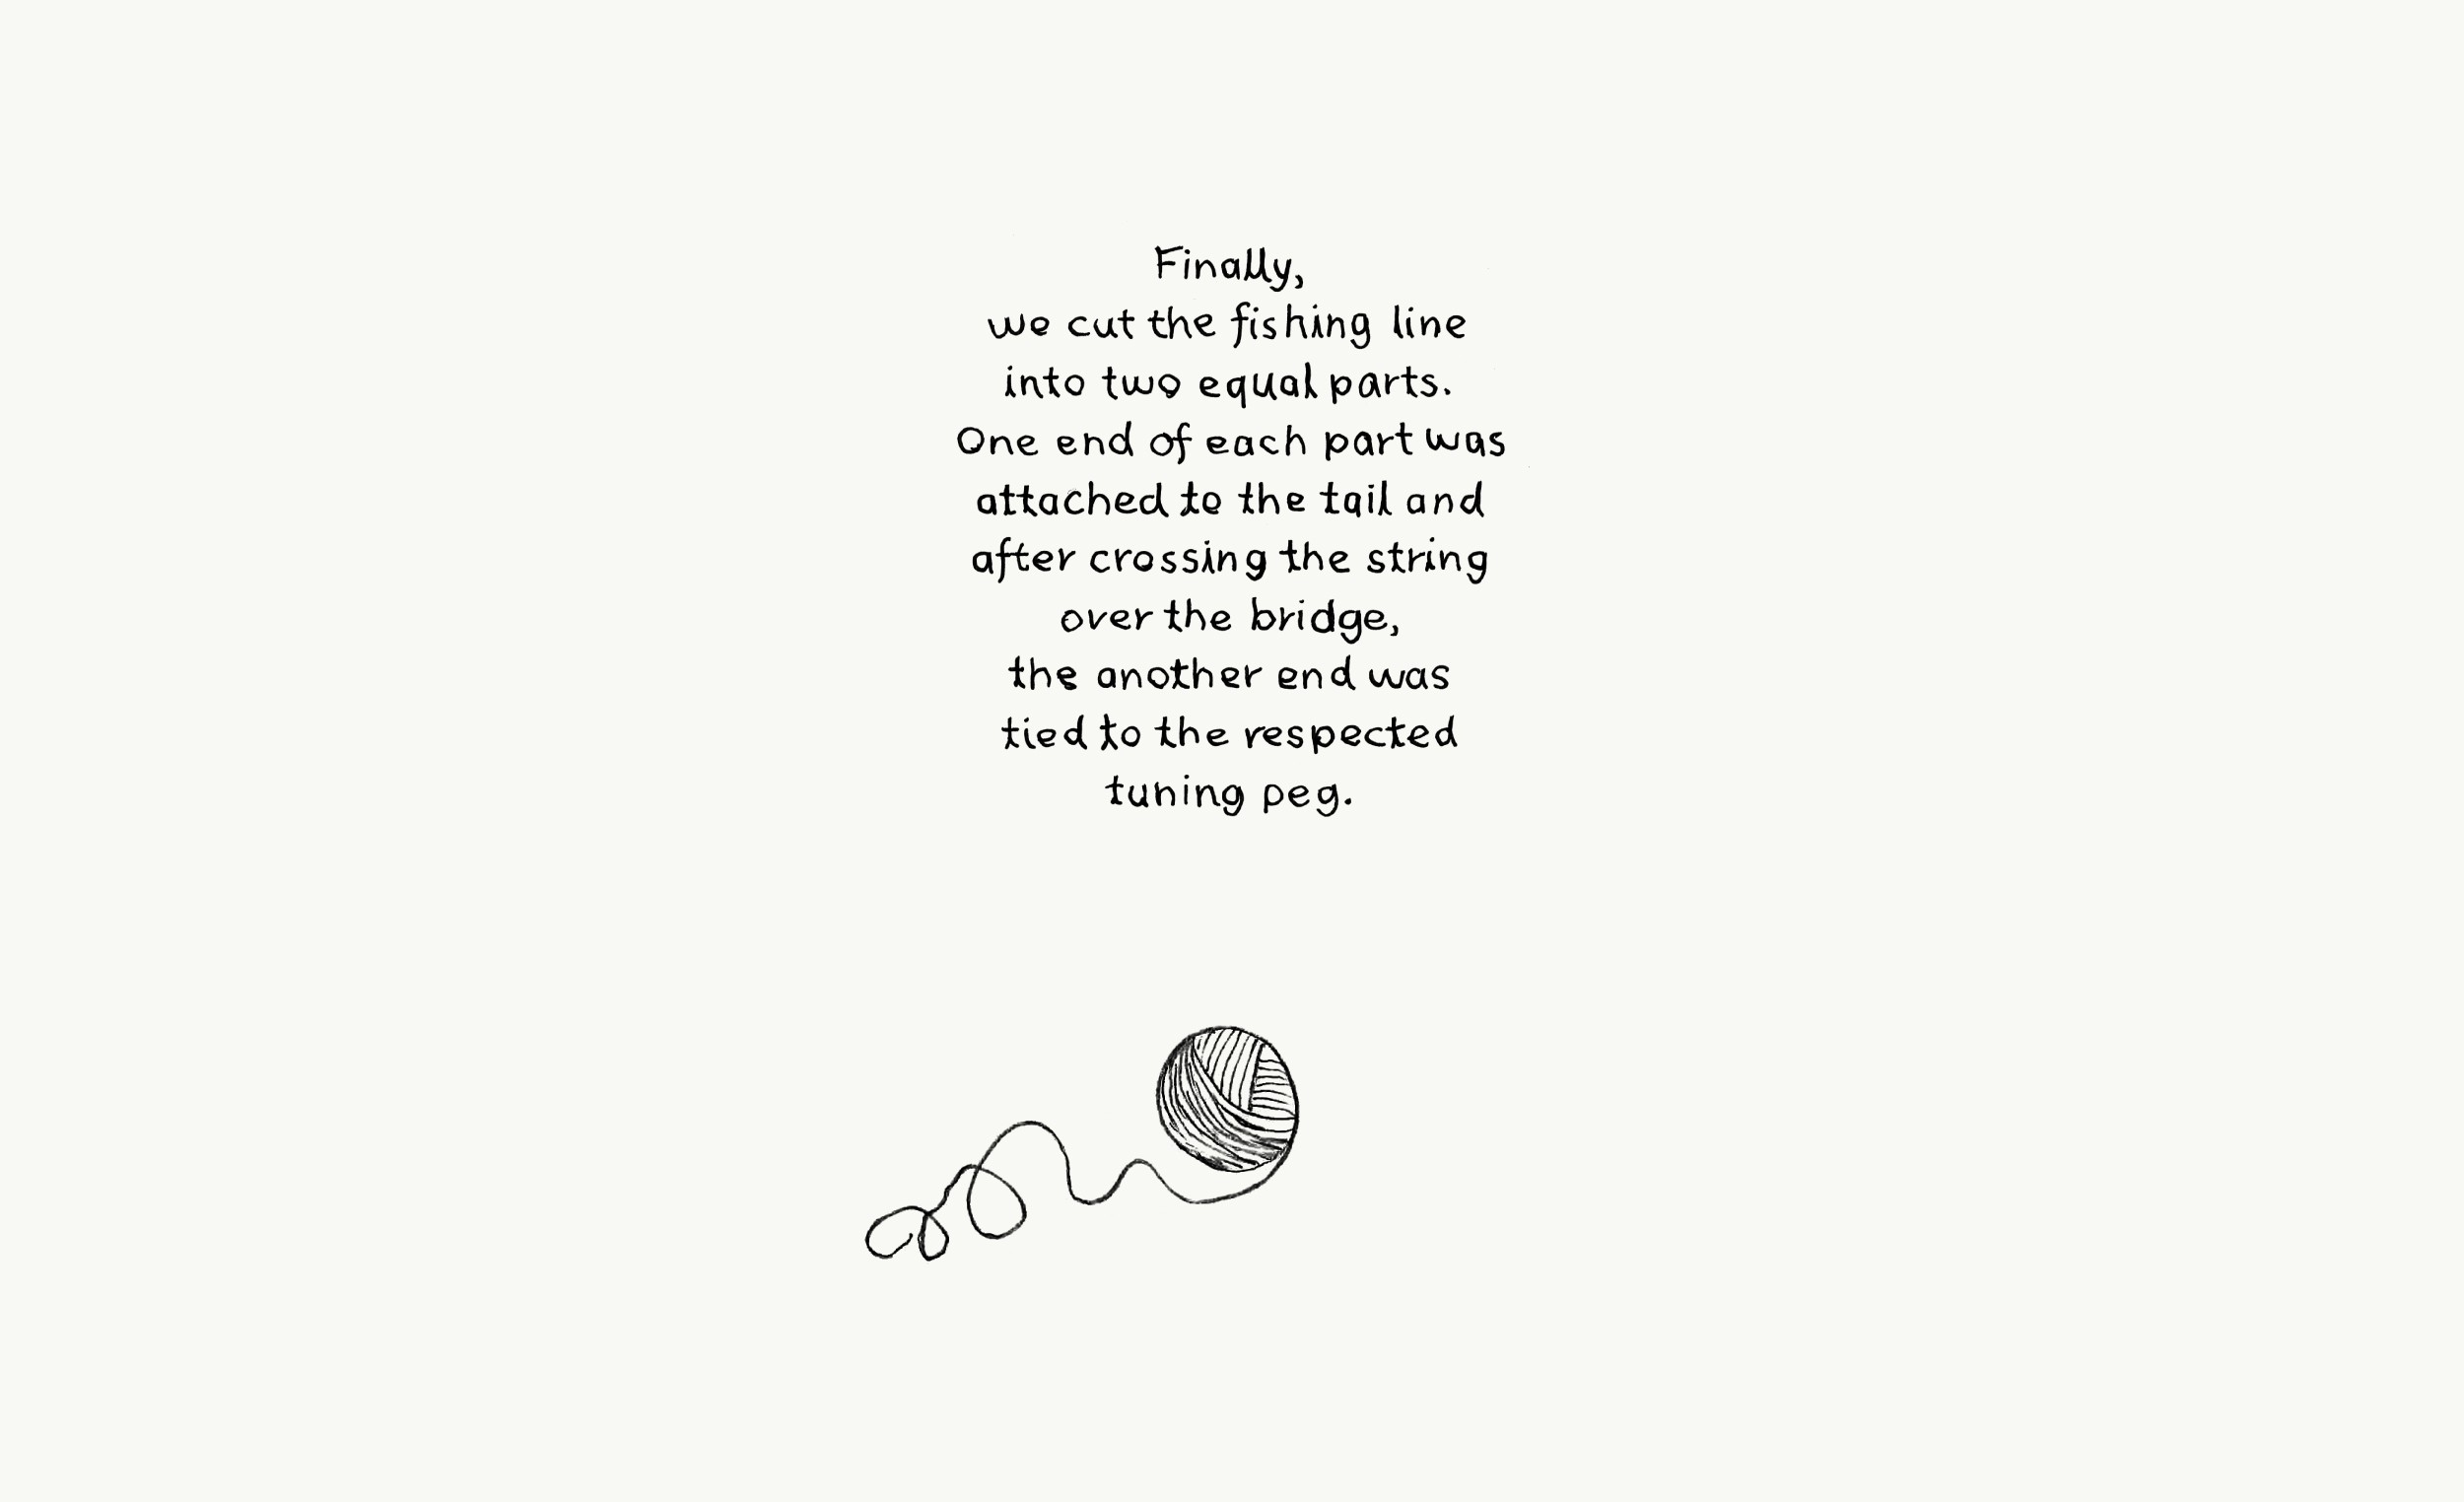 Finally,
we cut the fishing line
into two equal parts.
One end of each part was
attached to the tail and
after crossing the string
over the bridge,
the another end was
tied to the respected
tuning peg.